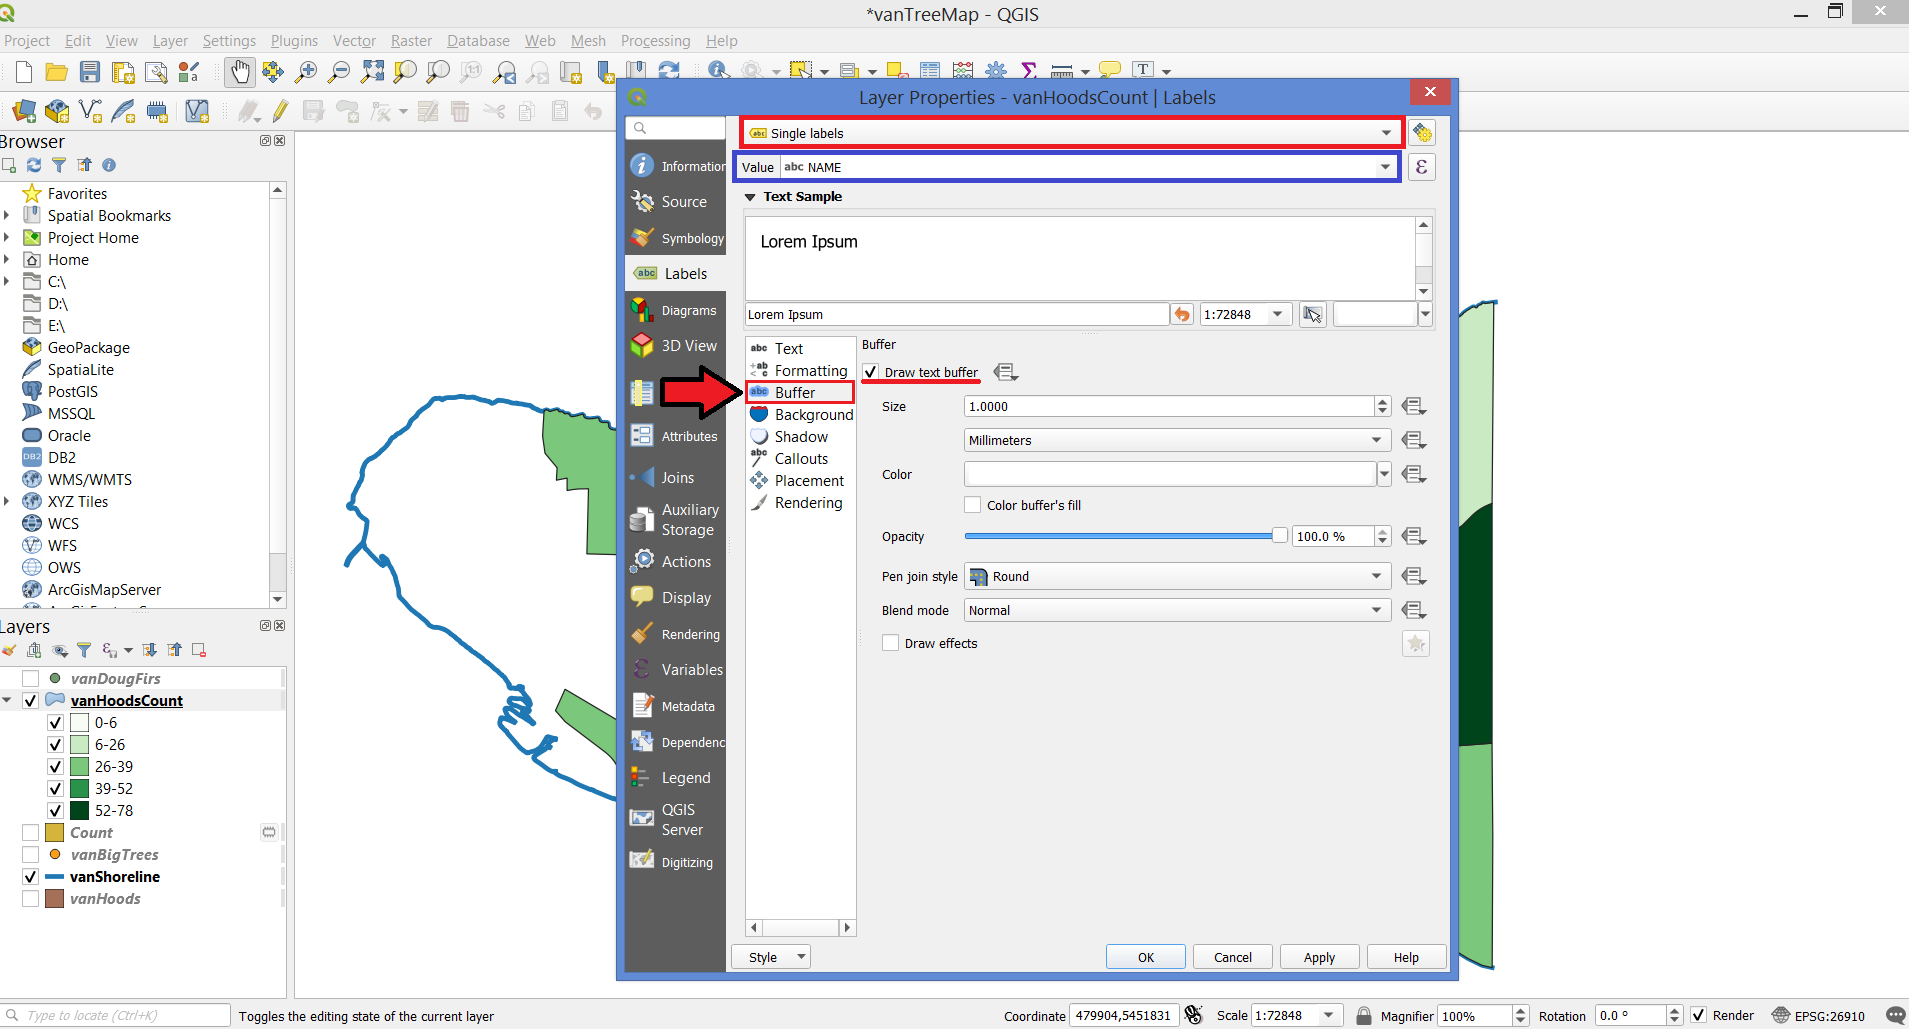 *vanTreeMap - QGIS
Project Edit View Layer Settings Plugins Vector Raster Database Web Mesh Processing Help
Layer Properties - vanHoodsCount | Labels
Browser
Favorites
Spatial Bookmarks
Project Home
Home
C:\
D:\
E:\
GeoPackage
SpatiaLite
PostGIS
MSSQL
Oracle
DB2
WMS/WMTS
XYZ Tiles
WCS
WFS
OWS
ArcGisMapServer
Layers
vanDougFirs
vanHoodsCount
0-6
6-26
26-39
39-52
52-78
Count
vanBigTrees
vanShoreline
vanHoods
Information
Source
Symbology
Labels
Diagrams
3D View
Attributes
Joins
Auxiliary
Storage
Actions
Display
Rendering
Variables
Metadata
Dependenc
Legend
QGIS
Server
Digitizing
Single labels
Value abc NAME
Text Sample
Lorem Ipsum
Lorem Ipsum 1:72848
Text
Formatting
Buffer
Background
Shadow
Callouts
Placement
Rendering
Buffer
Draw text buffer
Size 1.0000
Millimeters
Color
Color buffer's fill
Opacity 100.0 %
Pen join style Round
Blend mode Normal
Draw effects
Style OK Cancel Apply Help
Type to locate (Ctrl+K) Toggles the editing state of the current layer Coordinate 479904,5451831 Scale 1:72848 Magnifier 100% Rotation 0.0 ° Render EPSG:26910